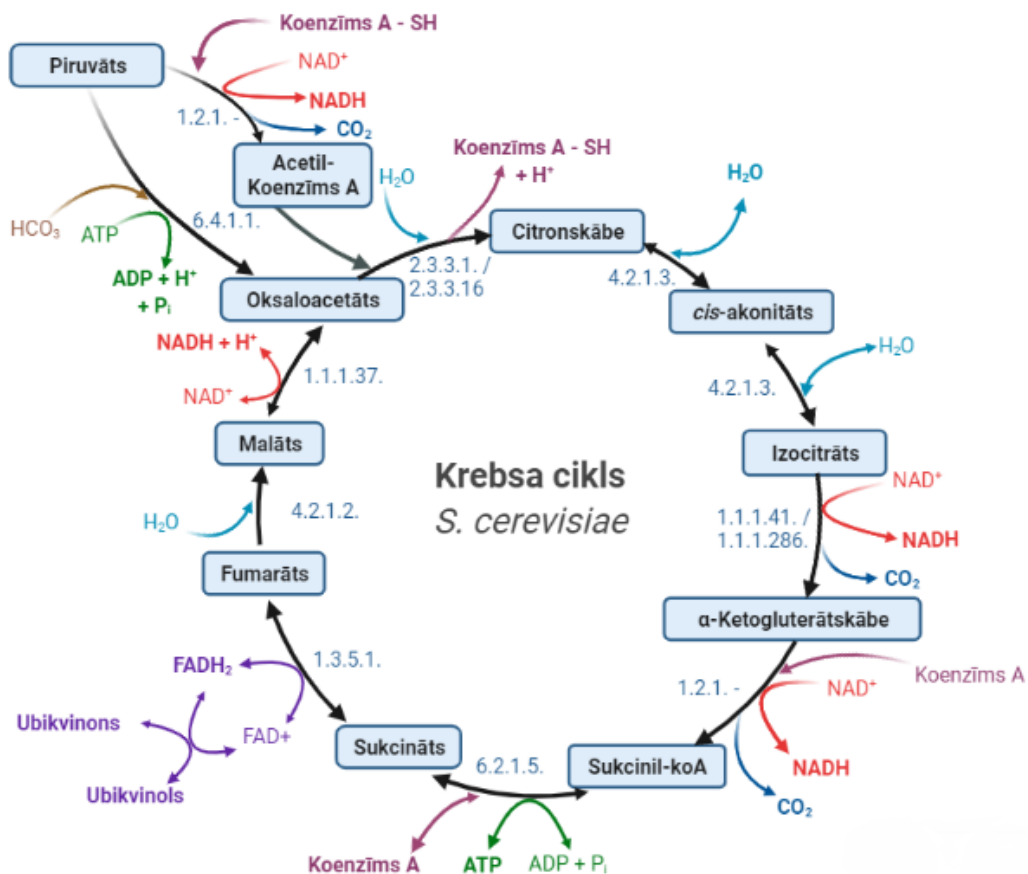 Koenzīms A - SH
Piruvāts
NAD⁺
NADH
1.2.1. -
CO₂
Acetil-
Koenzīms A
Koenzīms A - SH
+ H⁺
H₂O
H₂O
HCO₃
ATP
6.4.1.1.
Citronskābe
ADP + H⁺
+ Pᵢ
2.3.3.1. /
2.3.3.16
4.2.1.3.
Oksaloacetāts
cis-akonitāts
NADH + H⁺
NAD⁺
1.1.1.37.
H₂O
4.2.1.3.
Malāts
Izocitrāts
Krebsa cikls
S. cerevisiae
NAD⁺
H₂O
4.2.1.2.
1.1.1.41. /
1.1.1.286.
NADH
CO₂
Fumarāts
α-Ketogluterātskābe
1.3.5.1.
FADH₂
Koenzīms A
1.2.1. -
NAD⁺
Ubikvinons
FAD+
Sukcināts
6.2.1.5.
Sukcinil-koA
NADH
Ubikvinols
CO₂
Koenzīms A
ATP
ADP + Pᵢ